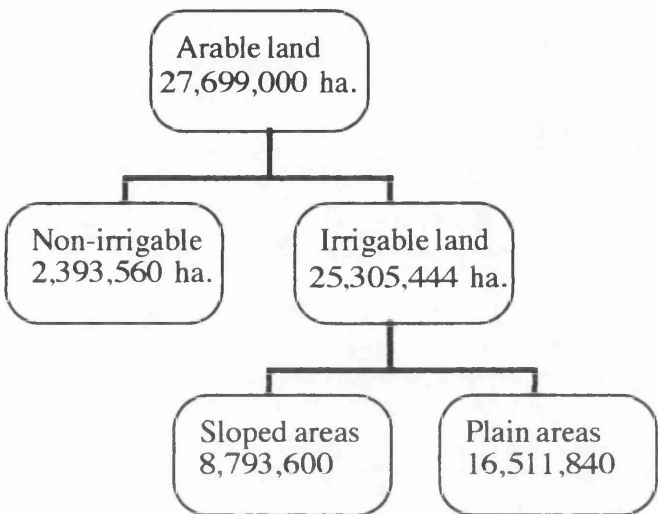 Arable land
27,699,000 ha.
Non-irrigable
2,393,560 ha.
Irrigable land
25,305,444 ha.
Sloped areas
8,793,600
Plain areas
16,511,840